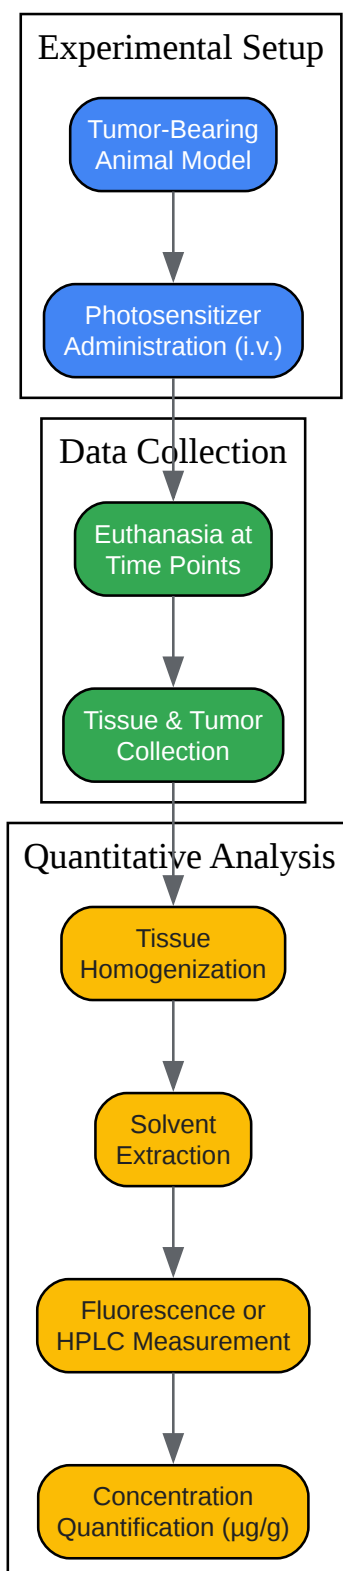 Experimental Setup
Tumor-Bearing
Animal Model
Photosensitizer
Administration (i.v.)
Data Collection
Euthanasia at
Time Points
Tissue & Tumor
Collection
Quantitative Analysis
Tissue
Homogenization
Solvent
Extraction
Fluorescence or
HPLC Measurement
Concentration
Quantification (µg/g)